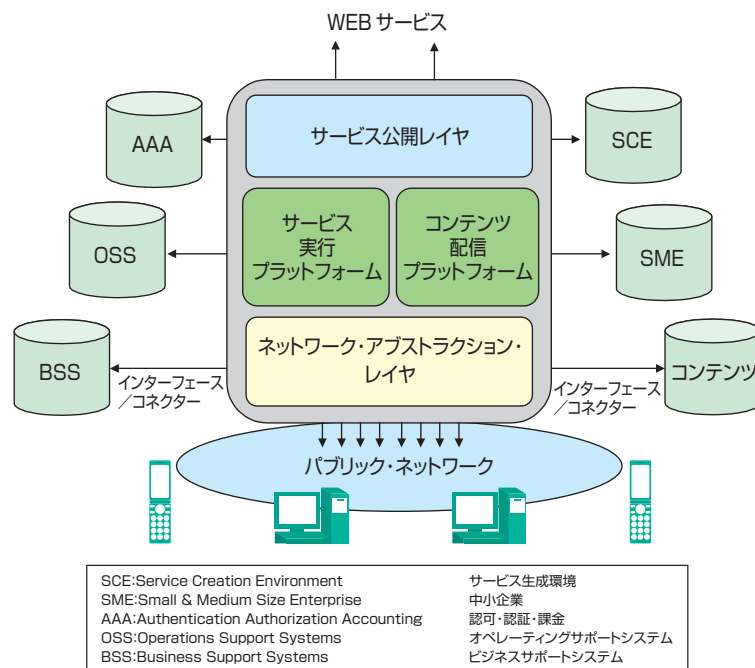 WEB サービス
AAA
サービス公開レイヤ
SCE
OSS
サービス
実行
プラットフォーム
コンテンツ
配信
プラットフォーム
SME
BSS
インターフェース
／コネクター
ネットワーク・アブストラクション・
レイヤ
インターフェース
／コネクター
コンテンツ
パブリック・ネットワーク
SCE:Service Creation Environment サービス生成環境
SME:Small & Medium Size Enterprise 中小企業
AAA:Authentication Authorization Accounting 認可・認証・課金
OSS:Operations Support Systems オペレーティングサポートシステム
BSS:Business Support Systems ビジネスサポートシステム